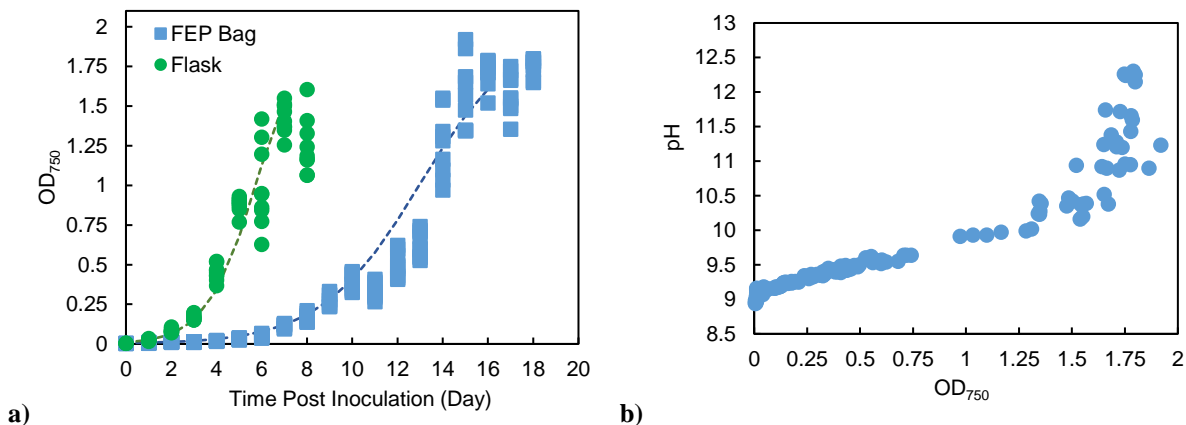 2
1.75
1.5
1.25
1
0.75
0.5
0.25
0
OD750
FEP Bag
Flask
0 2 4 6 8 10 12 14 16 18 20
Time Post Inoculation (Day)
a)
13
12.5
12
11.5
11
10.5
10
9.5
9
8.5
pH
0 0.25 0.5 0.75 1 1.25 1.5 1.75 2
OD750
b)